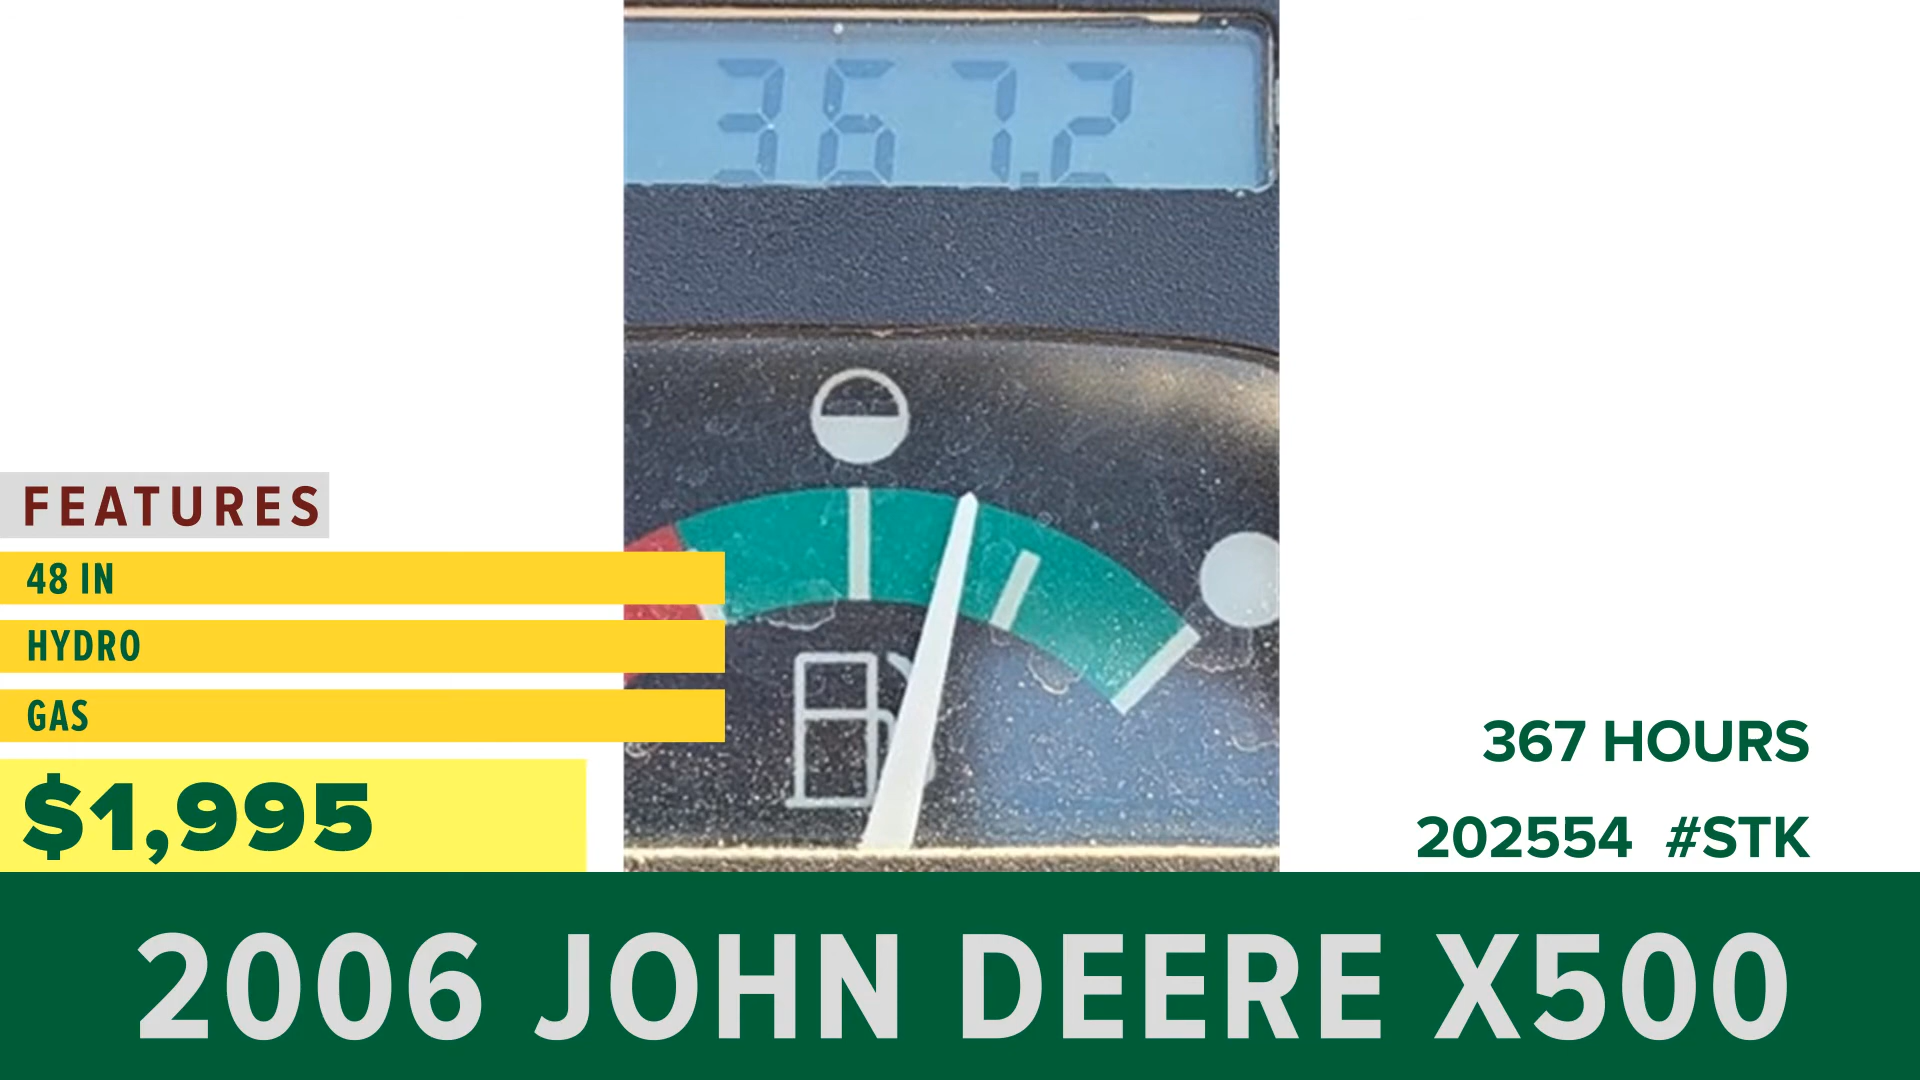 367.2
FEATURES
48 IN
HYDRO
GAS
$1,995
367 HOURS
202554 #STK
2006 JOHN DEERE X500